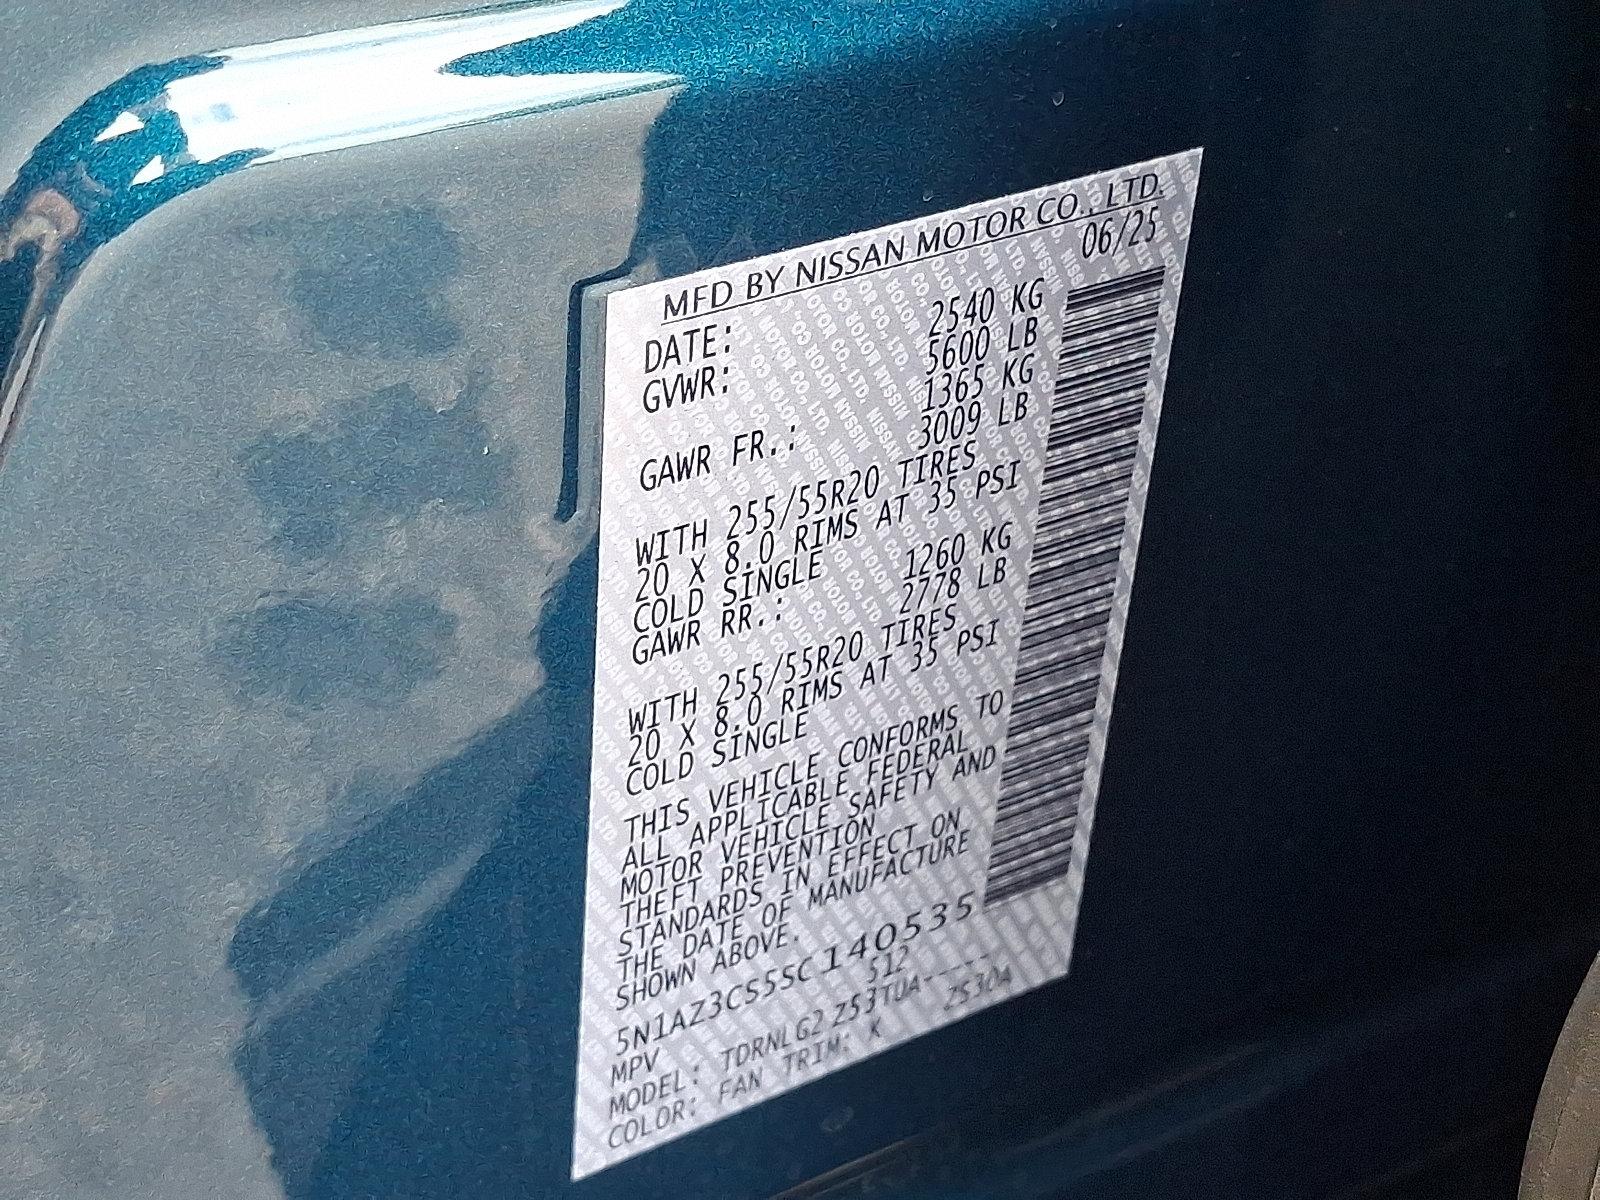 MFD BY NISSAN MOTOR CO., LTD.
DATE: 06/25
GVWR: 2540 KG
5600 LB
GAWR FR.: 1365 KG
3009 LB
WITH 255/55R20 TIRES
20 X 8.0 RIMS AT 35 PSI
COLD SINGLE
GAWR RR.: 1260 KG
2778 LB
WITH 255/55R20 TIRES
20 X 8.0 RIMS AT 35 PSI
COLD SINGLE
THIS VEHICLE CONFORMS TO
ALL APPLICABLE FEDERAL
MOTOR VEHICLE SAFETY AND
THEFT PREVENTION
STANDARDS IN EFFECT ON
THE DATE OF MANUFACTURE
SHOWN ABOVE.
5N1AZ3CS5SC140535
MPV 512
MODEL: TDRNLG2 Z53TUA-----
COLOR: FAN TRIM: K Z530A